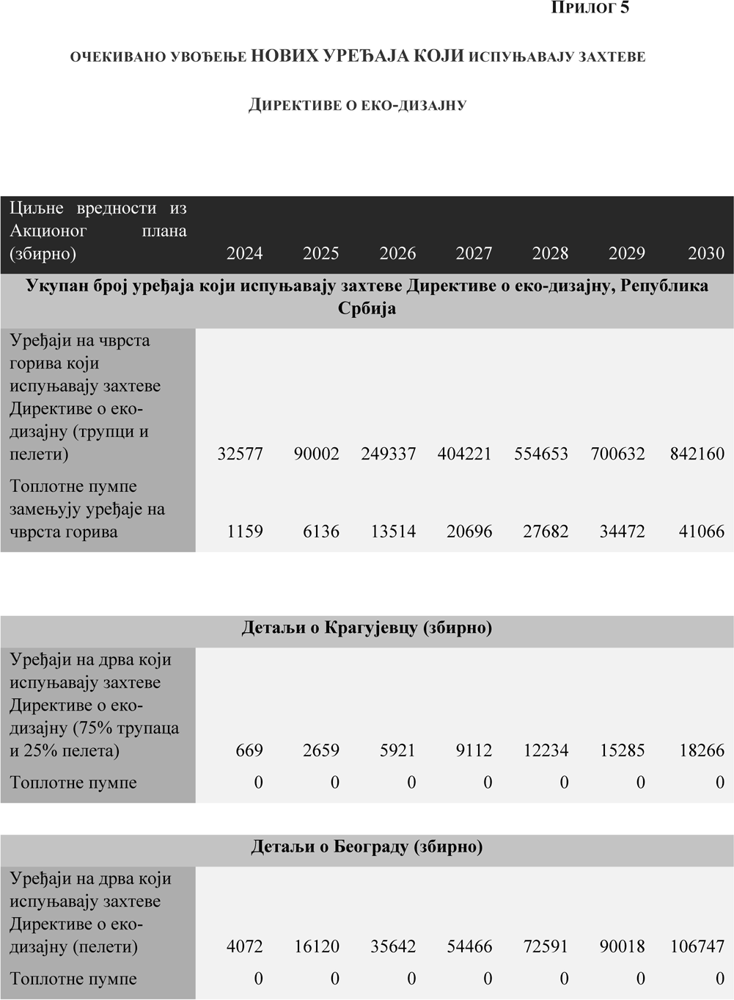 ПРИЛОГ 5
ОЧЕКИВАНО УВОЂЕЊЕ НОВИХ УРЕЂАЈА КОЈИ ИСПУЊАВАЈУ ЗАХТЕВЕ
ДИРЕКТИВЕ О ЕКО-ДИЗАЈНУ
Циљне вредности из
Акционог плана
(збирно) 2024 2025 2026 2027 2028 2029 2030
Укупан број уређаја који испуњавају захтеве Директиве о еко-дизајну, Република
Србија
Уређаји на чврста
горива који
испуњавају захтеве
Директиве о еко-
дизајну (трупци и
пелети) 32577 90002 249337 404221 554653 700632 842160
Топлотне пумпе
замењују уређаје на
чврста горива 1159 6136 13514 20696 27682 34472 41066
Детаљи о Крагујевцу (збирно)
Уређаји на дрва који
испуњавају захтеве
Директиве о еко-
дизајну (75% трупаца
и 25% пелета) 669 2659 5921 9112 12234 15285 18266
Топлотне пумпе 0 0 0 0 0 0 0
Детаљи о Београду (збирно)
Уређаји на дрва који
испуњавају захтеве
Директиве о еко-
дизајну (пелети) 4072 16120 35642 54466 72591 90018 106747
Топлотне пумпе 0 0 0 0 0 0 0